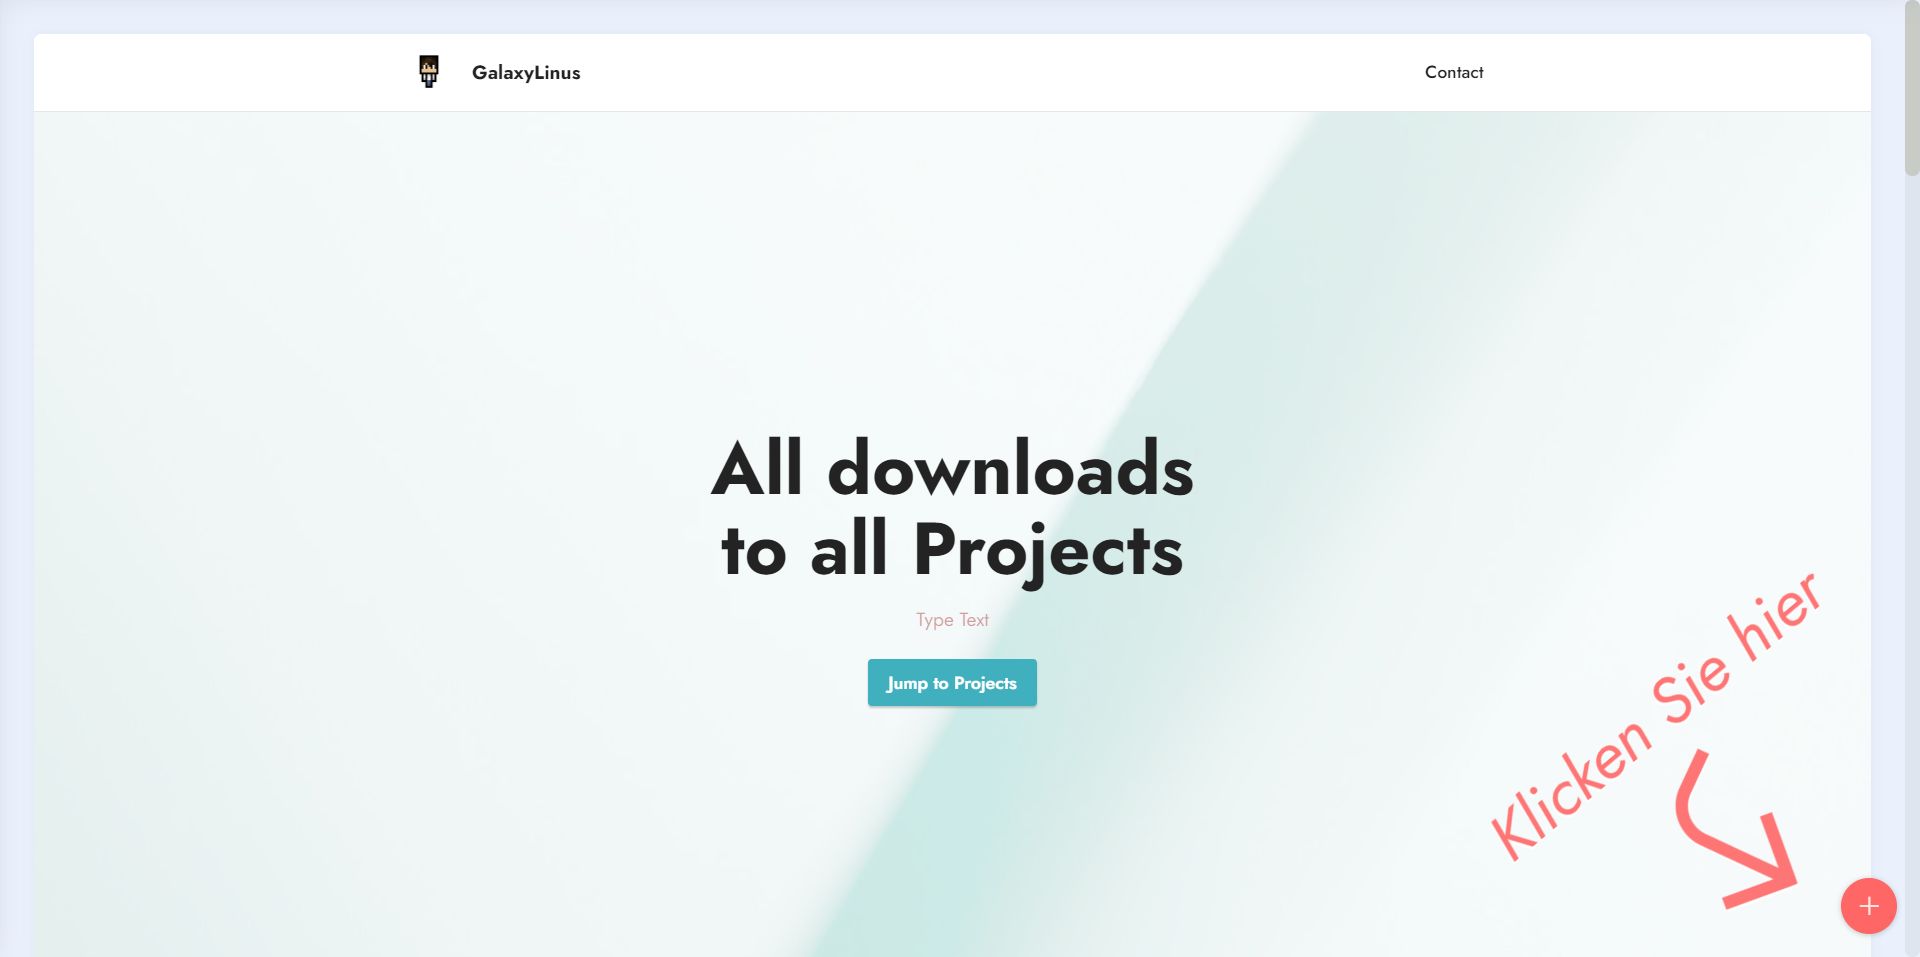 GalaxyLinus
Contact
All downloads
to all Projects
Type Text
Jump to Projects
Klicken Sie hier